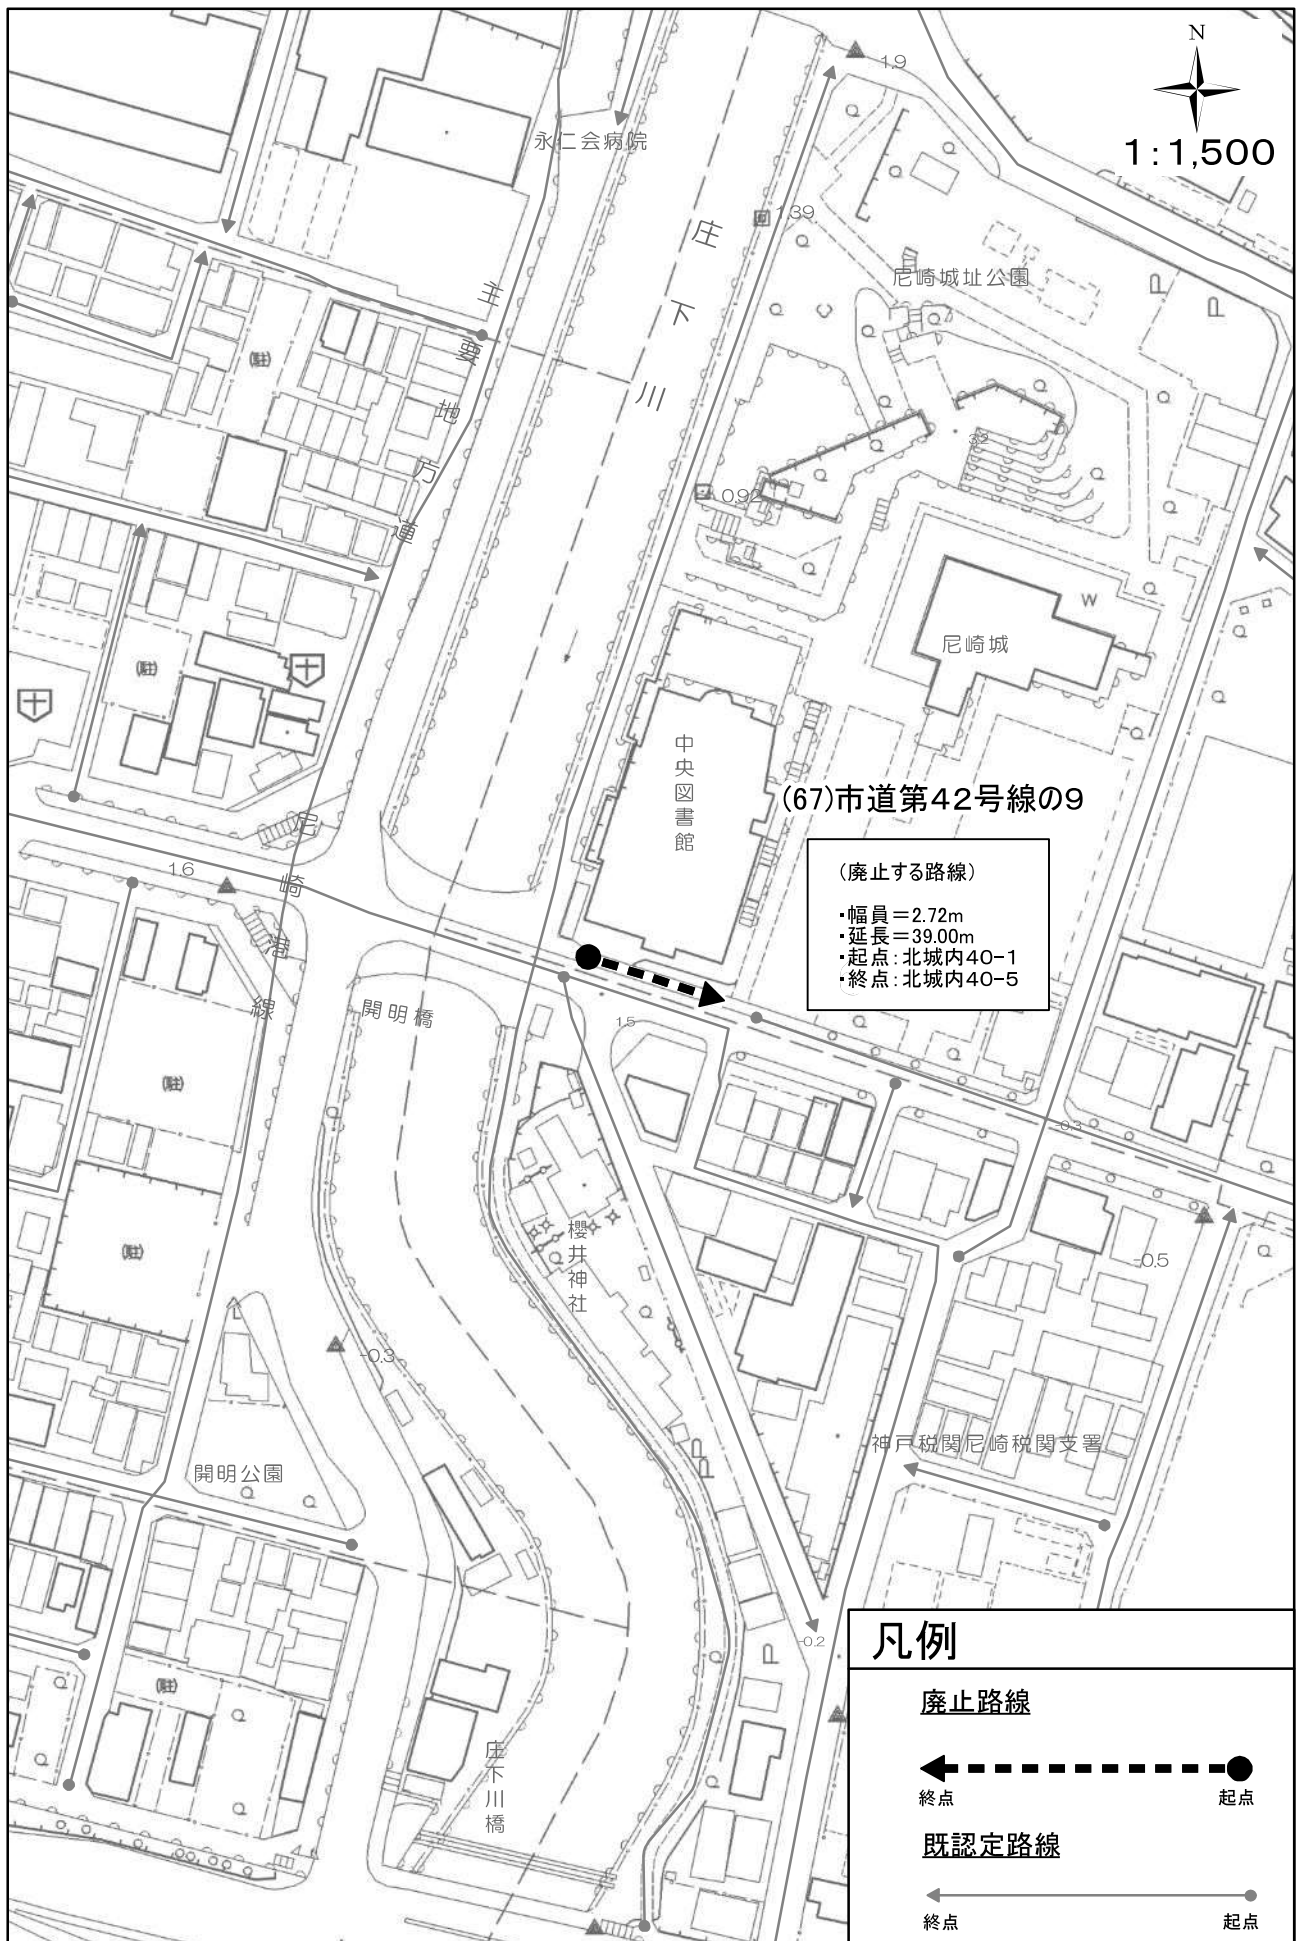 N
1:1,500
1.9
永仁会病院
庄下川
1.39
尼崎城址公園
主要地方道
(駐)
3.2
0.92
W
尼崎城
(駐)
中央図書館
(67)市道第42号線の9
(廃止する路線)
・幅員=2.72m
・延長=39.00m
・起点:北城内40-1
・終点:北城内40-5
1.6
尼崎港線
開明橋
1.5
(駐)
-0.3
(駐)
櫻井神社
-0.5
-0.3
神戸税関尼崎税関支署
開明公園
-0.2
(駐)
庄下川橋
凡例
廃止路線
終点 起点
既認定路線
終点 起点